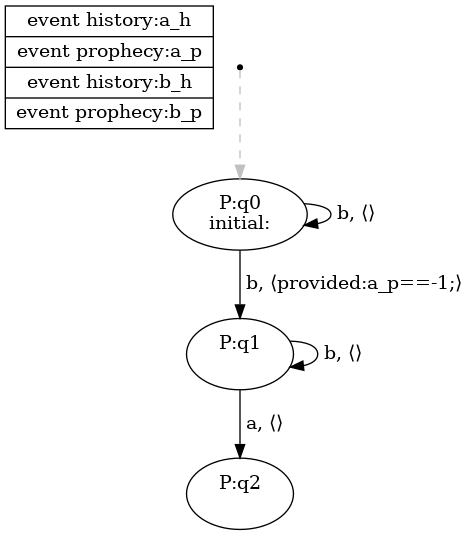 event history:a_h
event prophecy:a_p
event history:b_h
event prophecy:b_p
P:q0
initial:
b, ⟨⟩
b, ⟨provided:a_p==-1;⟩
P:q1
b, ⟨⟩
a, ⟨⟩
P:q2